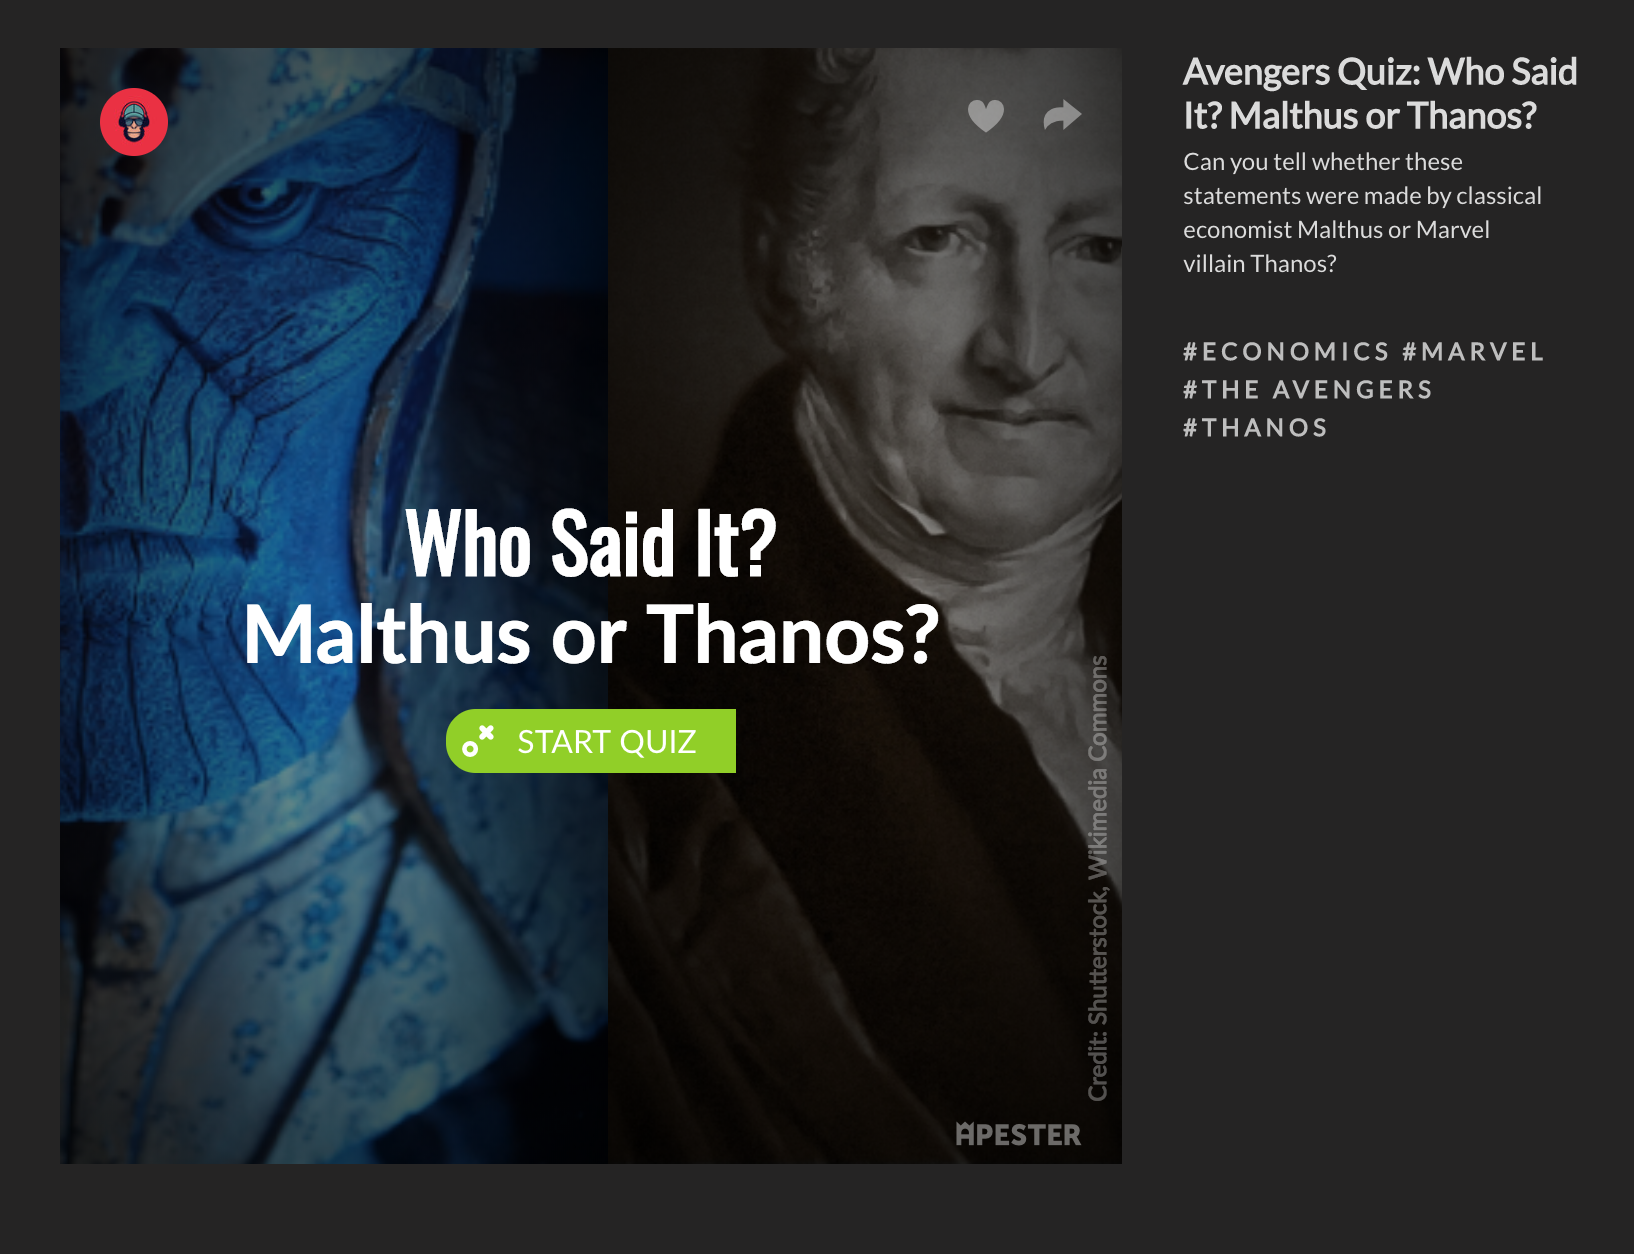 Who Said It?
Malthus or Thanos?
START QUIZ
Credit: Shutterstock, Wikimedia Commons
APESTER
Avengers Quiz: Who Said
It? Malthus or Thanos?
Can you tell whether these
statements were made by classical
economist Malthus or Marvel
villain Thanos?
#ECONOMICS #MARVEL
#THE AVENGERS
#THANOS